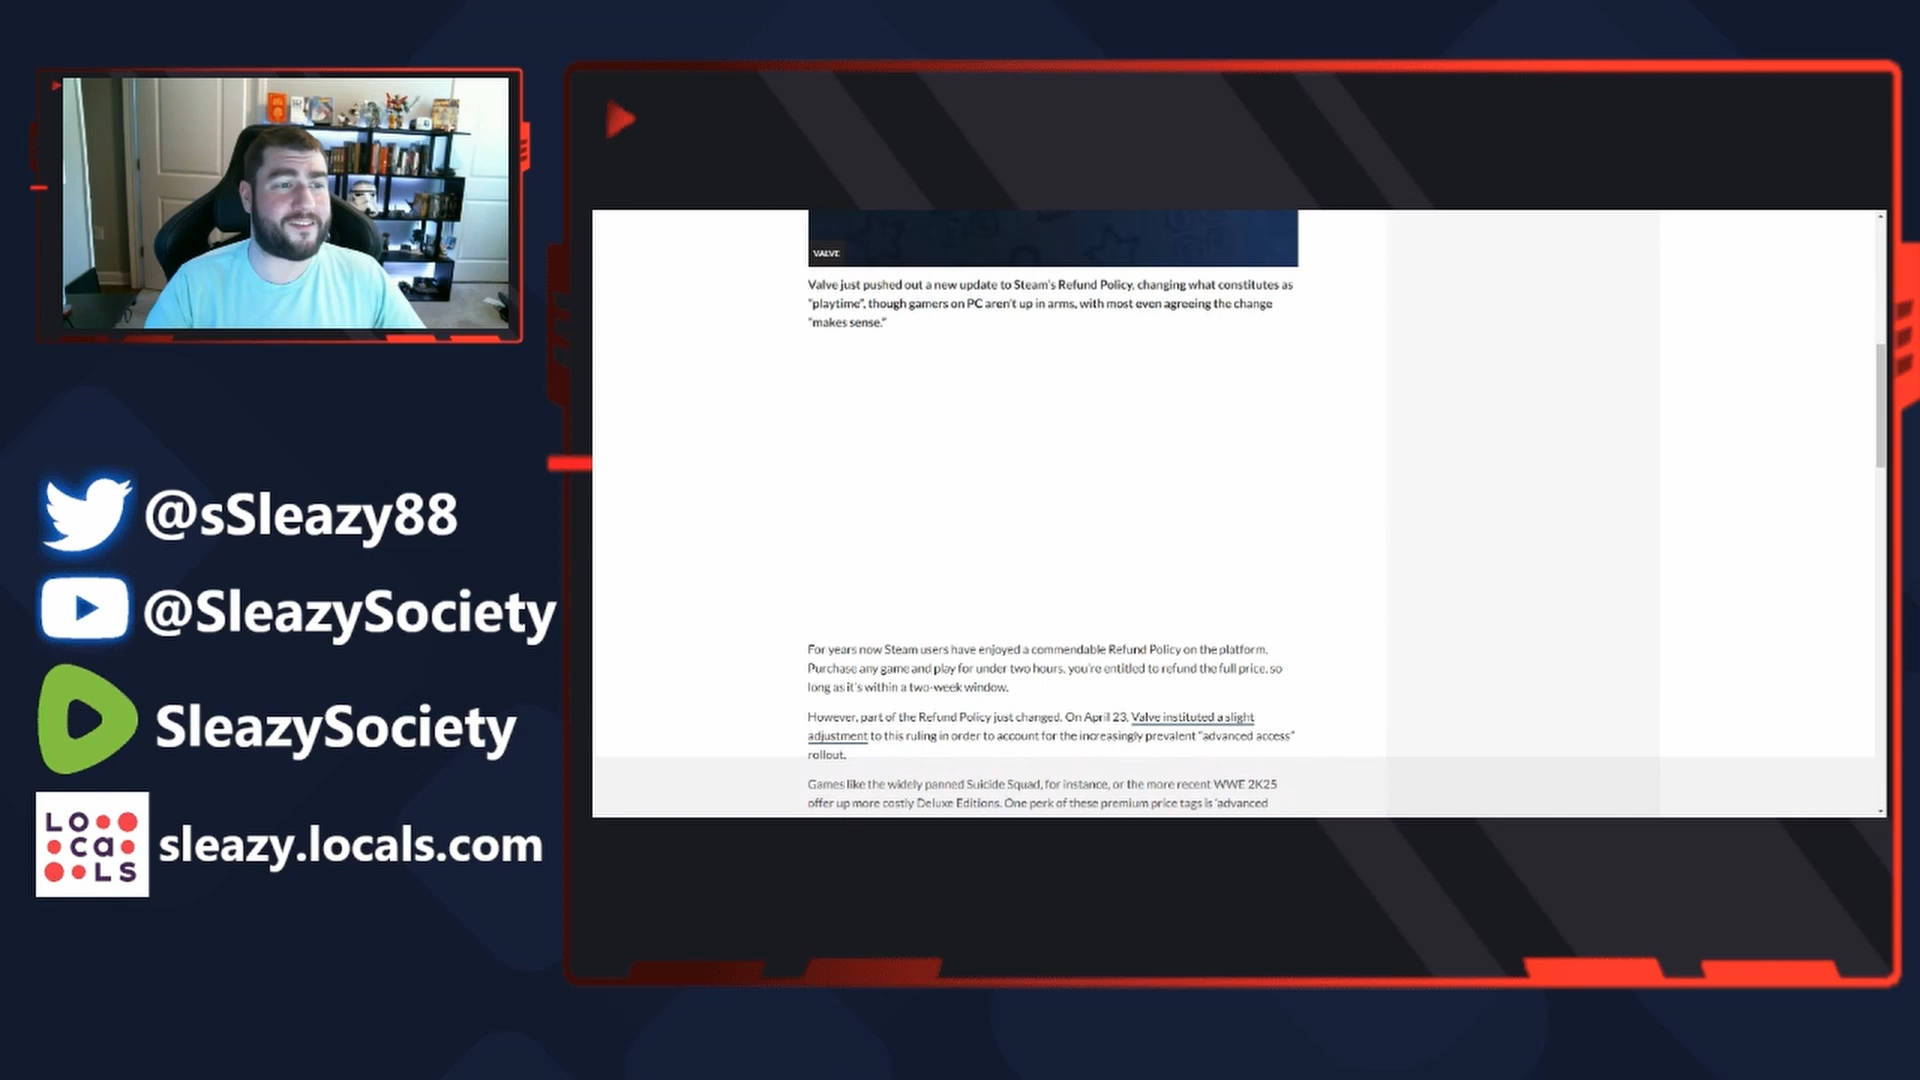 @sSleazy88
@SleazySociety
SleazySociety
LOcaLS
sleazy.locals.com
VALVE
Valve just pushed out a new update to Steam's Refund Policy, changing what constitutes as
"playtime", though gamers on PC aren't up in arms, with most even agreeing the change
"makes sense."
For years now Steam users have enjoyed a commendable Refund Policy on the platform.
Purchase any game and play for under two hours, you're entitled to refund the full price, so
long as it's within a two-week window.
However, part of the Refund Policy just changed. On April 23, Valve instituted a slight
adjustment to this ruling in order to account for the increasingly prevalent "advanced access"
rollout.
Games like the widely panned Suicide Squad, for instance, or the more recent WWE 2K25
offer up more costly Deluxe Editions. One perk of these premium price tags is 'advanced